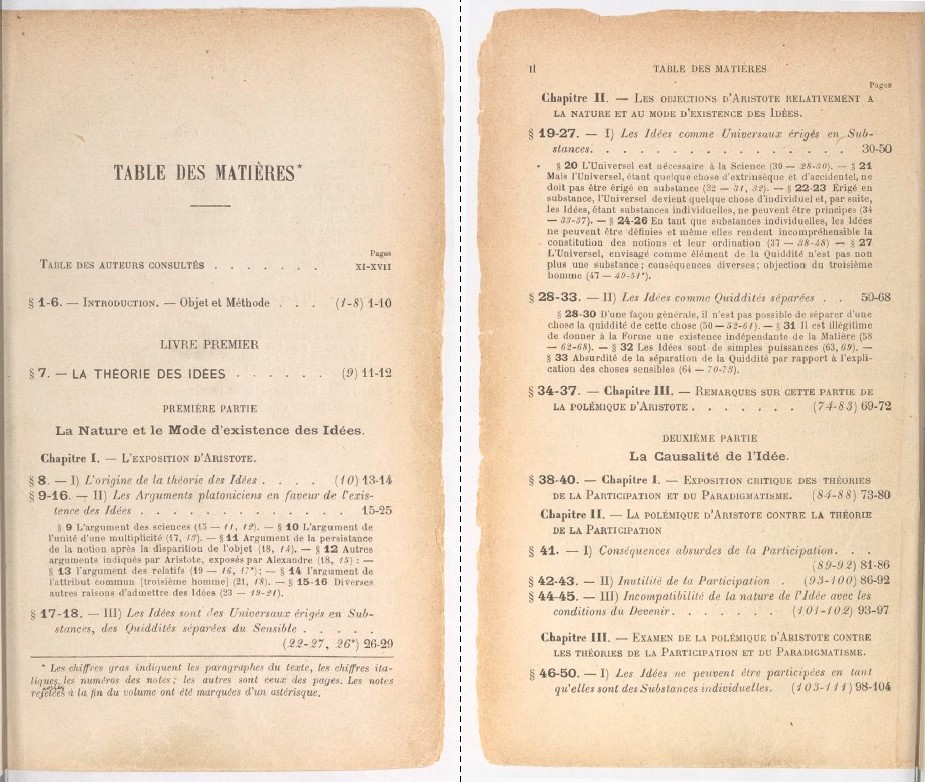 TABLE DES MATIÈRES*
Pages
TABLE DES AUTEURS CONSULTÉS . . . . . . . XI-XVII
§ 1-6. — INTRODUCTION. — Objet et Méthode . . . (1-8) 1-10
LIVRE PREMIER
§ 7. — LA THÉORIE DES IDÉES . . . . . . (9) 11-12
PREMIÈRE PARTIE
La Nature et le Mode d'existence des Idées.
Chapitre I. — L'EXPOSITION D'ARISTOTE.
§ 8. — I) L'origine de la théorie des Idées . . . . (10) 13-14
§ 9-16. — II) Les Arguments platoniciens en faveur de l'exis-
tence des Idées . . . . . . . . . . . 15-25
§ 9 L'argument des sciences (15 — 11, 12). — § 10 L'argument de
l'unité d'une multiplicité (17, 13). — § 11 Argument de la persistance
de la notion après la disparition de l'objet (18, 14). — § 12 Autres
arguments indiqués par Aristote, exposés par Alexandre (18, 15) : —
§ 13 l'argument des relatifs (19 — 16, 17*); — § 14 l'argument de
l'attribut commun [troisième homme] (21, 18). — § 15-16 Diverses
autres raisons d'admettre des Idées (23 — 19-21).
§ 17-18. — III) Les Idées sont des Universaux érigés en Sub-
stances, des Quiddités séparées du Sensible . . . . .
(22-27, 26*) 26-29
* Les chiffres gras indiquent les paragraphes du texte, les chiffres ita-
liques les numéros des notes ; les autres sont ceux des pages. Les notes
rejetées à la fin du volume ont été marquées d'un astérisque.
II TABLE DES MATIÈRES
Pages
Chapitre II. — LES OBJECTIONS D'ARISTOTE RELATIVEMENT A
LA NATURE ET AU MODE D'EXISTENCE DES IDÉES.
§ 19-27. — I) Les Idées comme Universaux érigés en Sub-
stances. . . . . . . . . . . . . . 30-50
§ 20 L'Universel est nécessaire à la Science (30 — 28-30). — § 21
Mais l'Universel, étant quelque chose d'extrinsèque et d'accidentel, ne
doit pas être érigé en substance (32 — 31, 32). — § 22-23 Erigé en
substance, l'Universel devient quelque chose d'individuel et, par suite,
les Idées, étant substances individuelles, ne peuvent être principes (34
— 33-37). — § 24-26 En tant que substances individuelles, les Idées
ne peuvent être définies et même elles rendent incompréhensible la
constitution des notions et leur ordination (37 — 38-48) — § 27
L'Universel, envisagé comme élément de la Quiddité n'est pas non
plus une substance ; conséquences diverses ; objection du troisième
homme (47 — 49-51*).
§ 28-33. — II) Les Idées comme Quiddités séparées . . 50-68
§ 28-30 D'une façon générale, il n'est pas possible de séparer d'une
chose la quiddité de cette chose (50 — 52-61). — § 31 Il est illégitime
de donner à la Forme une existence indépendante de la Matière (58
— 62-68). — § 32 Les Idées sont de simples puissances (63, 69). —
§ 33 Absurdité de la séparation de la Quiddité par rapport à l'expli-
cation des choses sensibles (64 — 70-73).
§ 34-37. — Chapitre III. — REMARQUES SUR CETTE PARTIE DE
LA POLÉMIQUE D'ARISTOTE . . . . . . . (74-83) 69-72
DEUXIÈME PARTIE
La Causalité de l'Idée.
§ 38-40. — Chapitre I. — EXPOSITION CRITIQUE DES THÉORIES
DE LA PARTICIPATION ET DU PARADIGMATISME. (84-88) 73-80
Chapitre II. — LA POLÉMIQUE D'ARISTOTE CONTRE LA THÉORIE
DE LA PARTICIPATION
§ 41. — I) Conséquences absurdes de la Participation. . .
(89-92) 81-86
§ 42-43. — II) Inutilité de la Participation . (93-100) 86-92
§ 44-45. — III) Incompatibilité de la nature de l'Idée avec les
conditions du Devenir. . . . . . . . (101-102) 93-97
Chapitre III. — EXAMEN DE LA POLÉMIQUE D'ARISTOTE CONTRE
LES THÉORIES DE LA PARTICIPATION ET DU PARADIGMATISME.
§ 46-50. — I) Les Idées ne peuvent être participées en tant
qu'elles sont des Substances individuelles. (103-111) 98-104